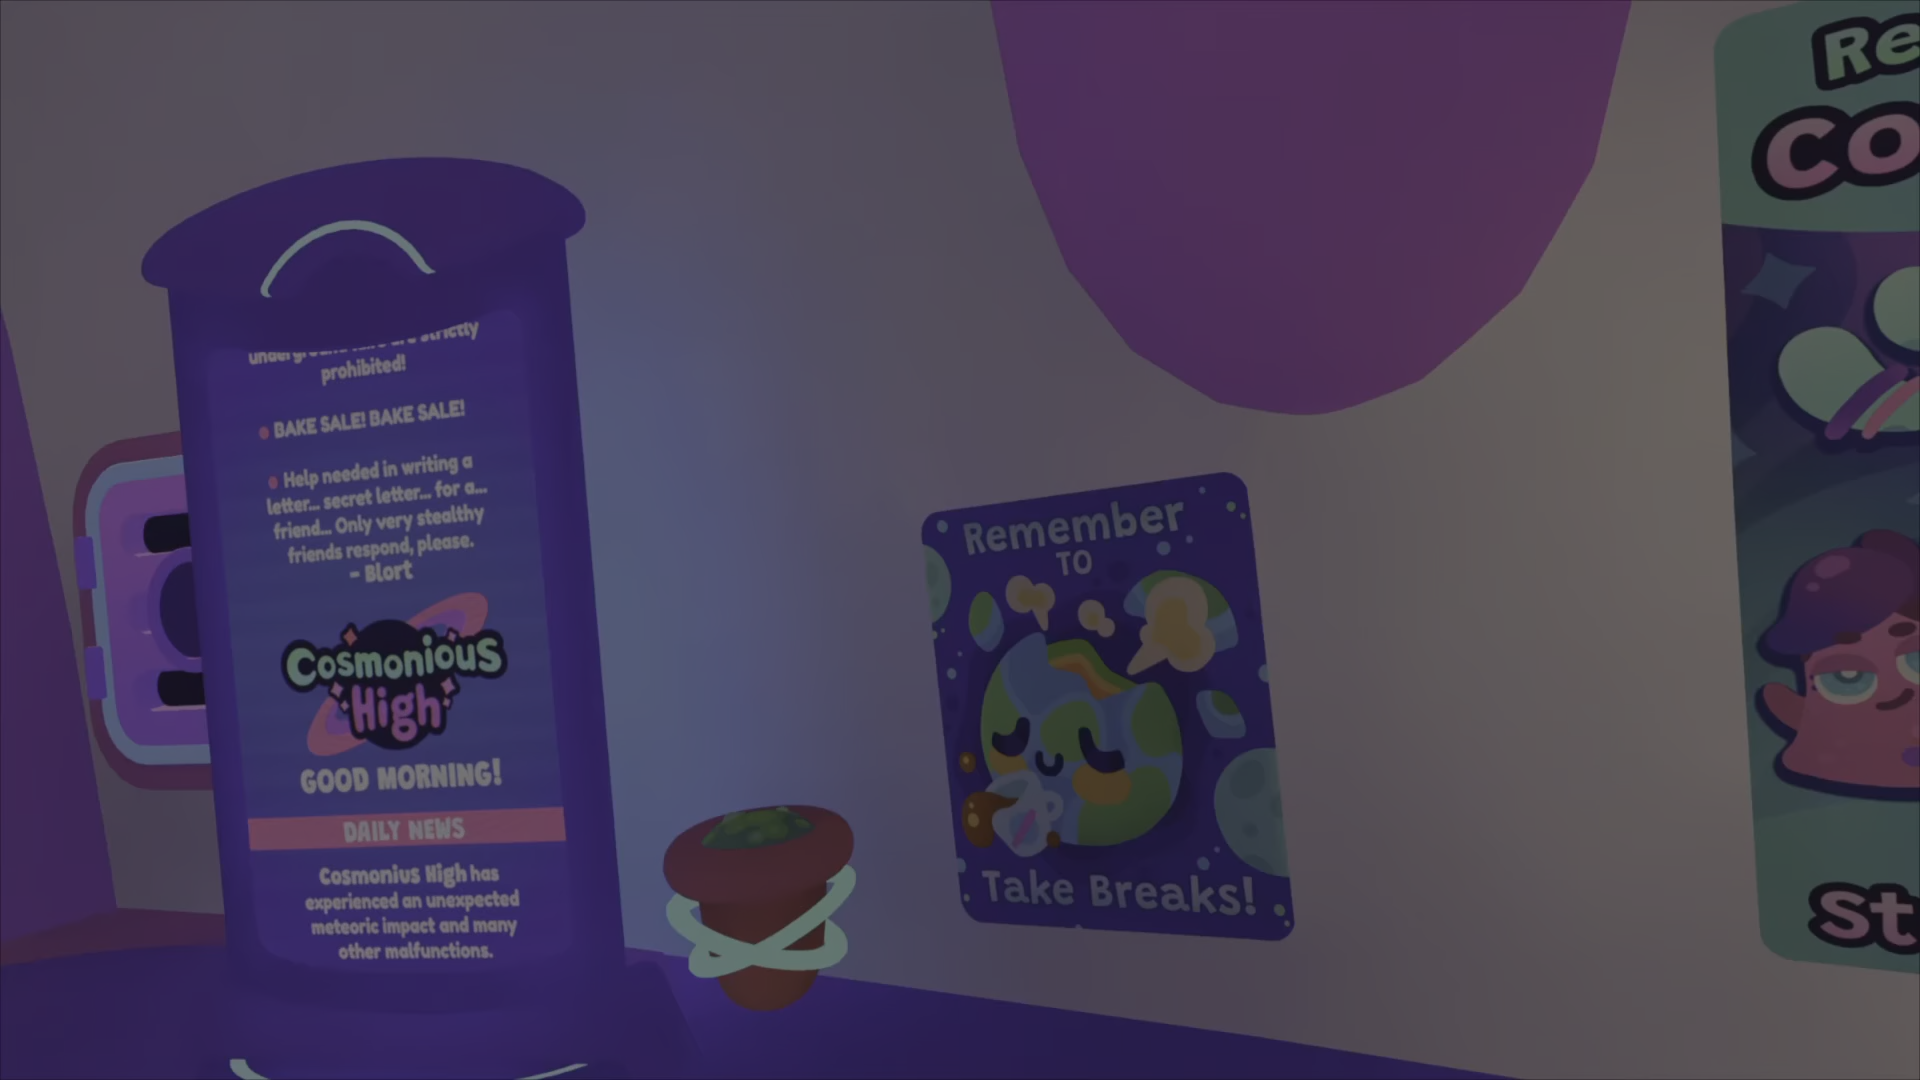 strictly
prohibited!
BAKE SALE! BAKE SALE!
Help needed in writing a
letter... secret letter... for a...
friend... Only very stealthy
friends respond, please.
- Blort
Cosmonious
High
GOOD MORNING!
DAILY NEWS
Cosmonius High has
experienced an unexpected
meteoric impact and many
other malfunctions.
Remember
TO
Take Breaks!
Re
Co
St